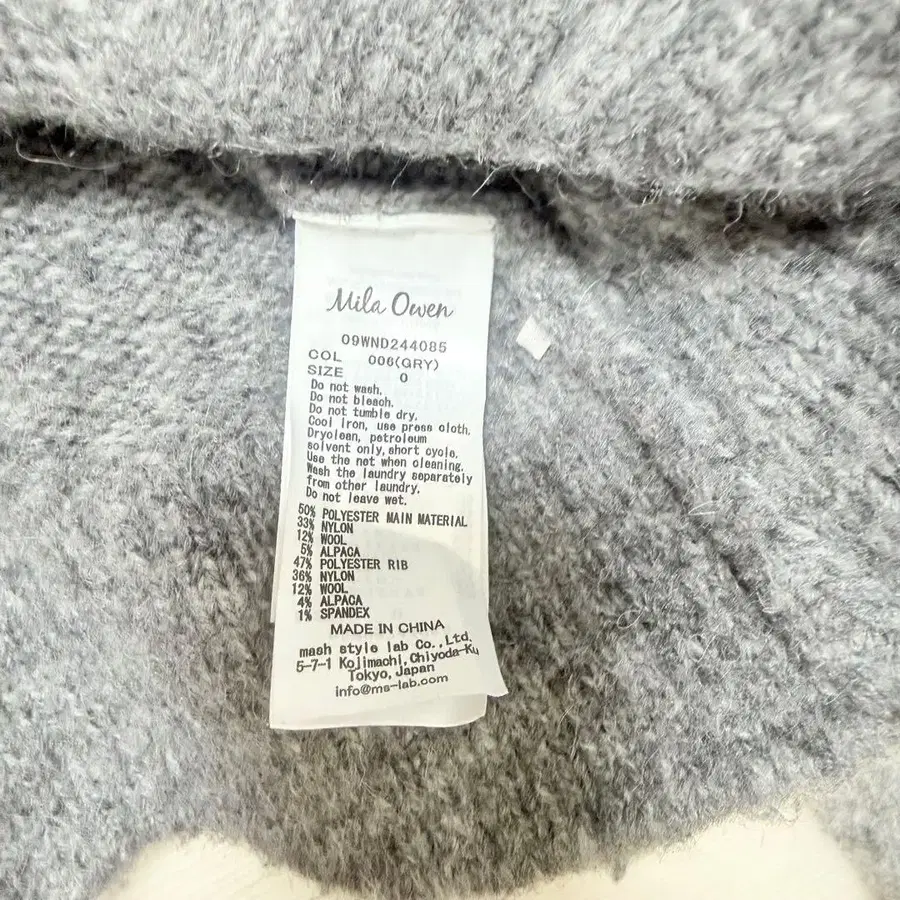 Mila Owen
09WND244085
COL 006(GRY)
SIZE 0
Do not wash.
Do not bleach.
Do not tumble dry.
Cool Iron, use press cloth.
Dryclean, petroleum
solvent only, short cycle.
Use the net when cleaning.
Wash the laundry separately
from other laundry.
Do not leave wet.
50% POLYESTER MAIN MATERIAL
33% NYLON
12% WOOL
5% ALPACA
47% POLYESTER RIB
36% NYLON
12% WOOL
4% ALPACA
1% SPANDEX
MADE IN CHINA
mash style lab Co., Ltd.
5-7-1 Kojimachi, Chiyoda-Ku
Tokyo, Japan
info@ms-lab.com